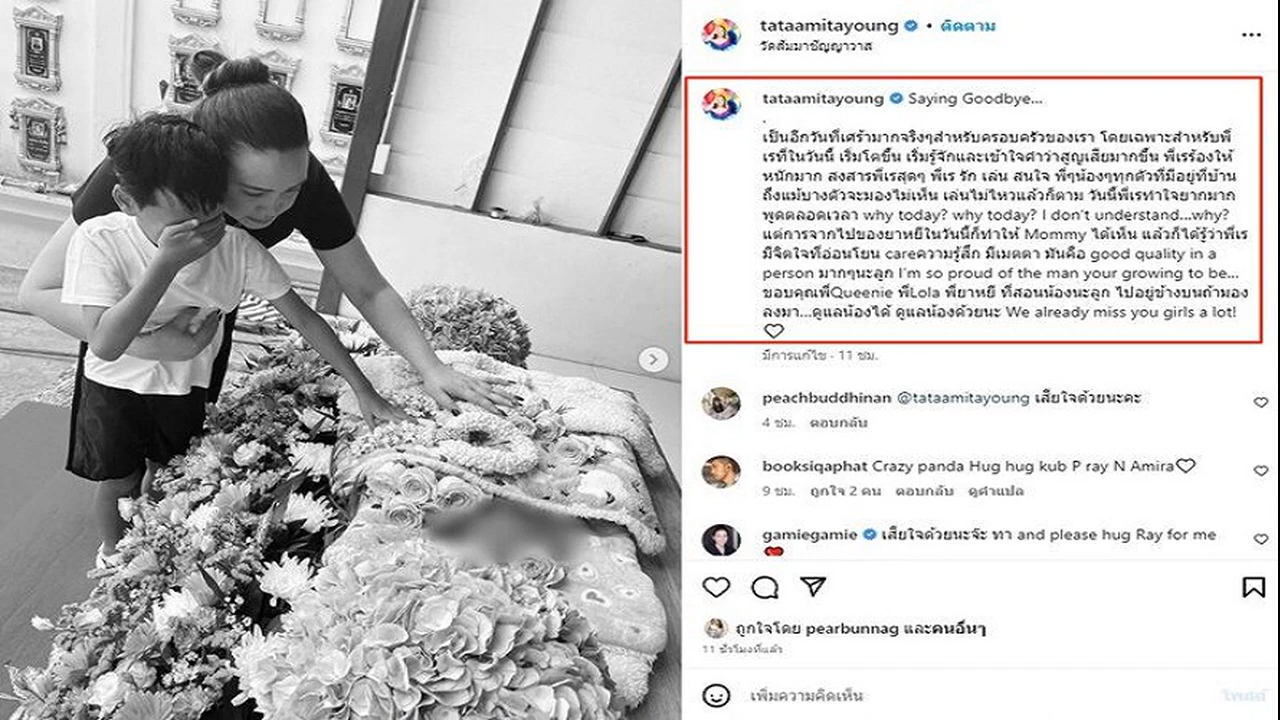 tataamitayoung • ติดตาม
วัดสัมมาชัญญาวาส
tataamitayoung Saying Goodbye...
.
เป็นอีกวันที่เศร้ามากจริงๆสำหรับครอบครัวของเรา โดยเฉพาะสำหรับพี่
เรที่ในวันนี้ เริ่มโตขึ้น เริ่มรู้จักและเข้าใจคำว่าสูญเสียมากขึ้น พี่เรร้องให้
หนักมาก สงสารพี่เรสุดๆ พี่เร รัก เล่น สนใจ พี่ๆน้องๆทุกตัวที่มีอยู่ที่บ้าน
ถึงแม้บางตัวจะมองไม่เห็น เล่นไม่ไหวแล้วก็ตาม วันนี้พี่เรทำใจยากมาก
พูดตลอดเวลา why today? why today? I don't understand...why?
แต่การจากไปของยาหยีในวันนี้ก็ทำให้ Mommy ได้เห็น แล้วก็ได้รู้ว่าพี่เร
มีจิตใจที่อ่อนโยน careความรู้สึก มีเมตตา มันคือ good quality in a
person มากๆนะลูก I'm so proud of the man your growing to be...
ขอบคุณพี่Queenie พี่Lola พี่ยาหยี ที่สอนน้องนะลูก ไปอยู่ข้างบนถ้ามอง
ลงมา...ดูแลน้องได้ ดูแลน้องด้วยนะ We already miss you girls a lot!
♡
มีการแก้ไข · 11 ชม.
peachbuddhinan @tataamitayoung เสียใจด้วยนะคะ
4 ชม. ตอบกลับ
booksiqaphat Crazy panda Hug hug kub P ray N Amira♡
9 ชม. ถูกใจ 2 คน ตอบกลับ ดูคำแปล
gamiegamie เสียใจด้วยนะจ๊ะ ทา and please hug Ray for me
❤
ถูกใจโดย pearbunnag และคนอื่นๆ
11 ชั่วโมงที่แล้ว
เพิ่มความคิดเห็น